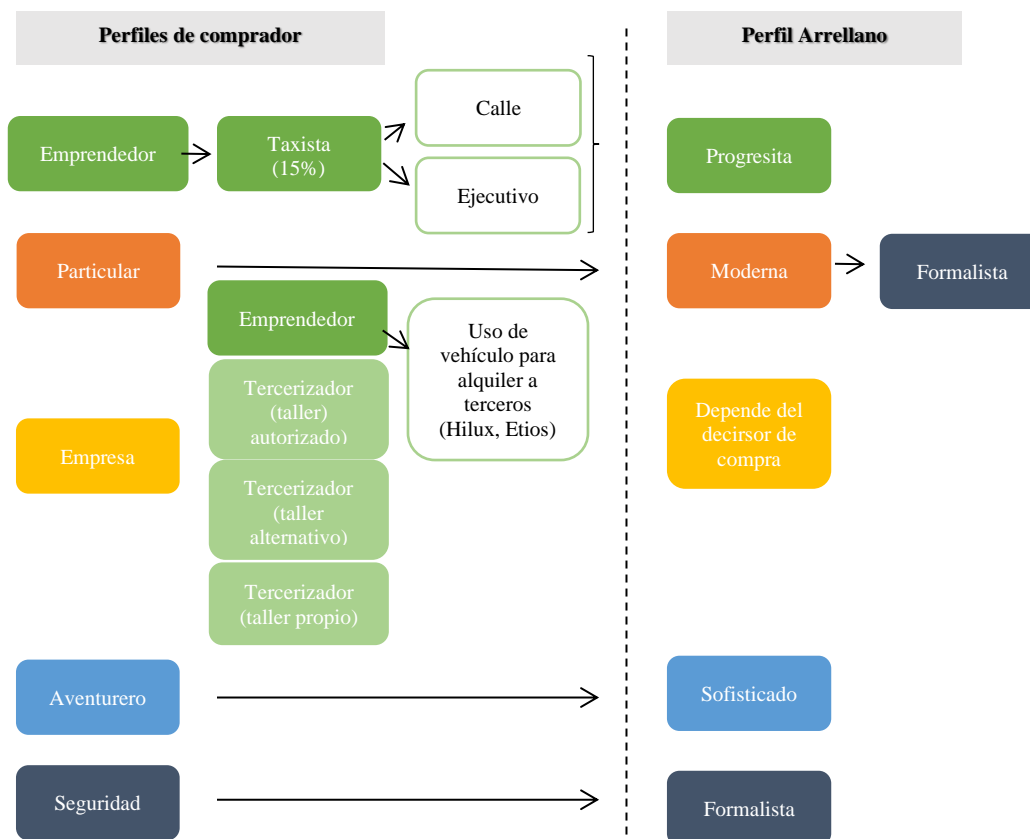 Perfiles de comprador
Perfil Arrellano
Calle
Emprendedor
Taxista
(15%)
Ejecutivo
Progresita
Particular
Moderna
Formalista
Emprendedor
Uso de
vehículo para
alquiler a
terceros
(Hilux, Etios)
Empresa
Tercerizador
(taller)
autorizado)
Tercerizador
(taller
alternativo)
Tercerizador
(taller propio)
Depende del
decirsor de
compra
Aventurero
Sofisticado
Seguridad
Formalista